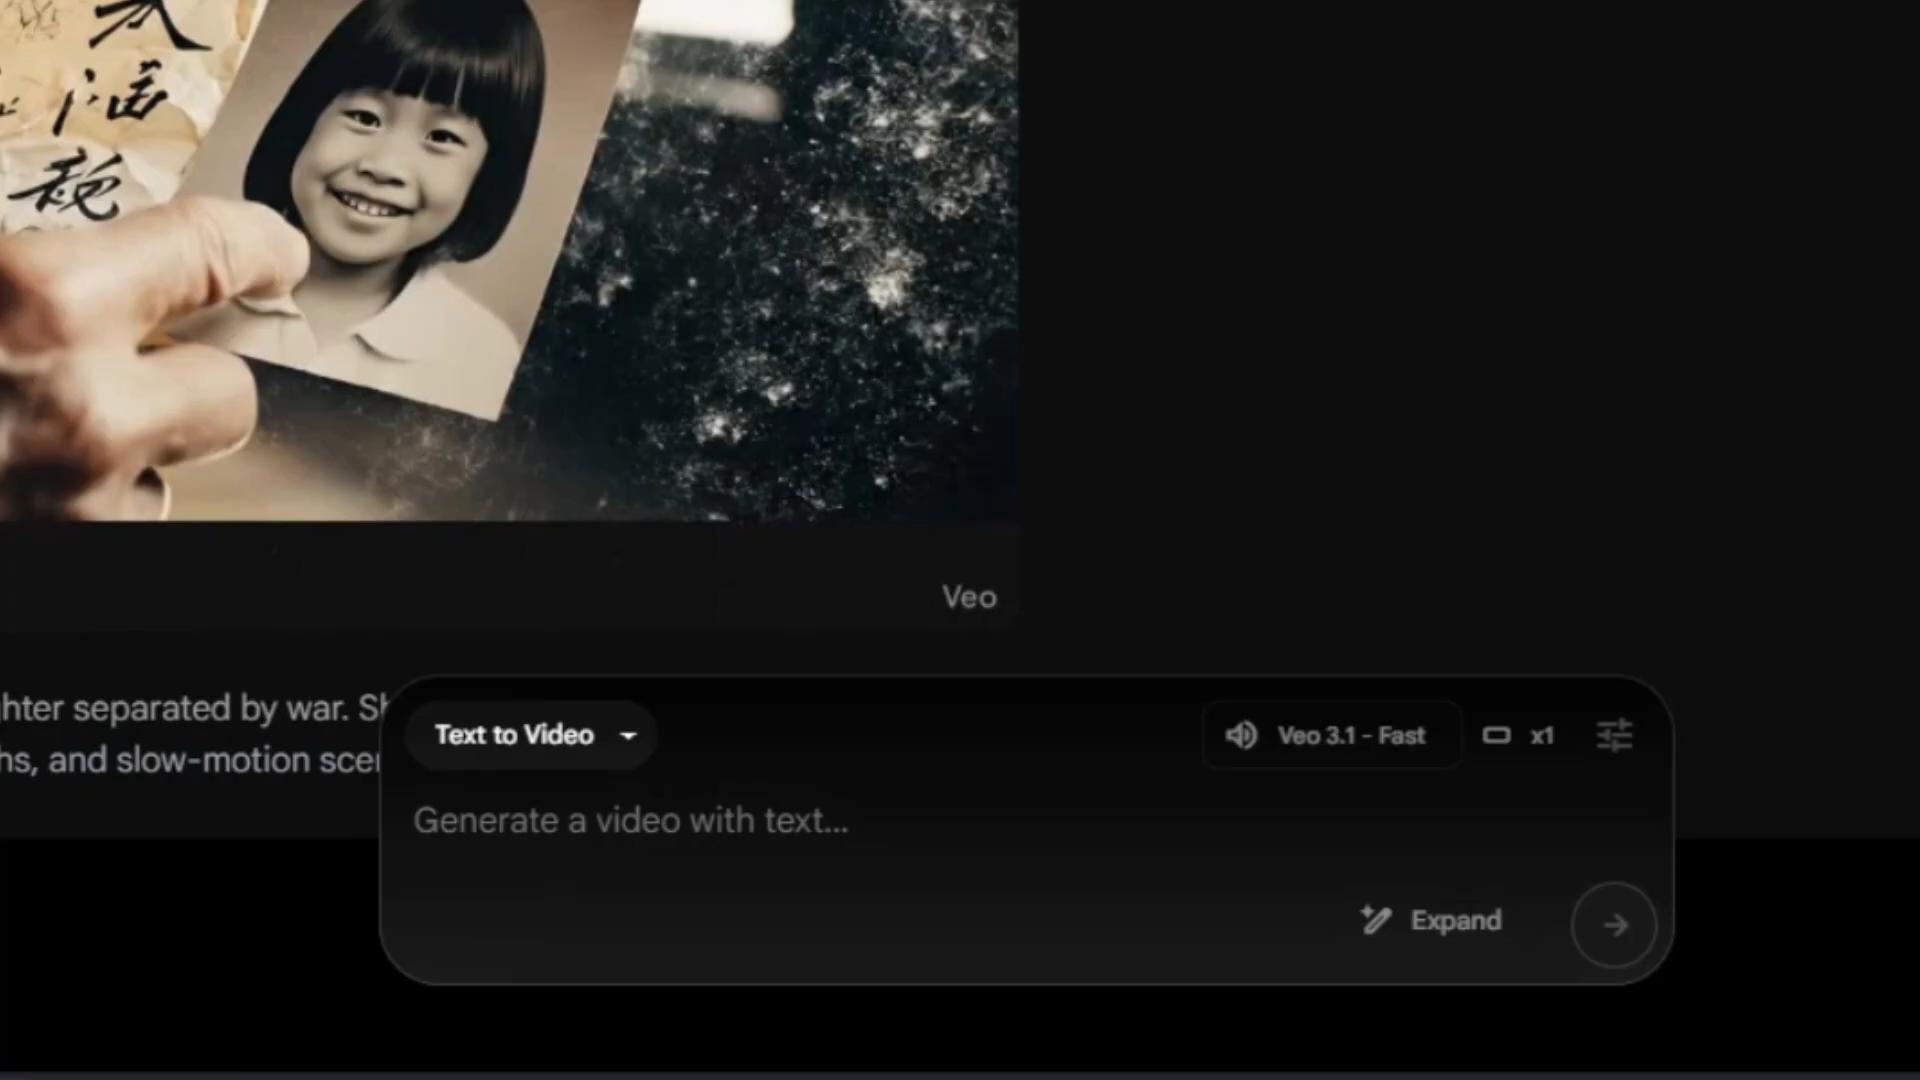 Veo
hter separated by war. Sh
hs, and slow-motion scen
Text to Video
Veo 3.1 - Fast
x1
Generate a video with text...
Expand